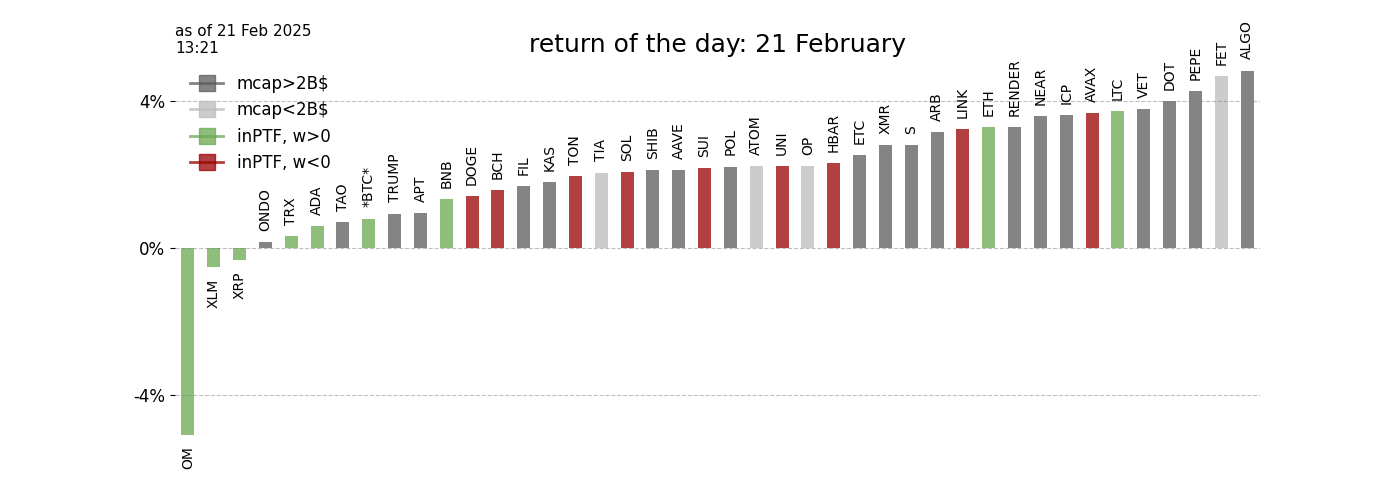 as of 21 Feb 2025
13:21
return of the day: 21 February
mcap>2B$
mcap<2B$
inPTF, w>0
inPTF, w<0
4%
0%
-4%
OM
XLM
XRP
ONDO
TRX
ADA
TAO
*BTC*
TRUMP
APT
BNB
DOGE
BCH
FIL
KAS
TON
TIA
SOL
SHIB
AAVE
SUI
POL
ATOM
UNI
OP
HBAR
ETC
XMR
S
ARB
LINK
ETH
RENDER
NEAR
ICP
AVAX
LTC
VET
DOT
PEPE
FET
ALGO